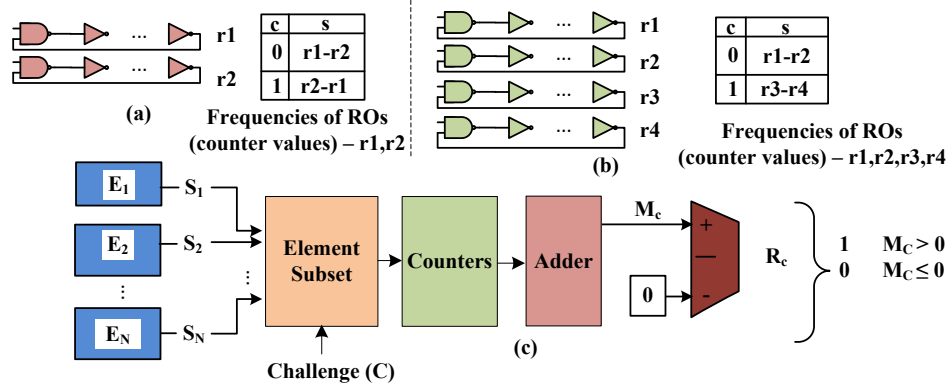 r1
r2
c s
0 r1-r2
1 r2-r1
(a)
Frequencies of ROs
(counter values) – r1,r2
r1
r2
r3
r4
c s
0 r1-r2
1 r3-r4
(b)
Frequencies of ROs
(counter values) – r1,r2,r3,r4
E1 S1
E2 S2
...
EN SN
...
Element
Subset
Challenge (C)
Counters
Adder
Mc
0
+
—
-
Rc
1 MC > 0
0 MC ≤ 0
(c)